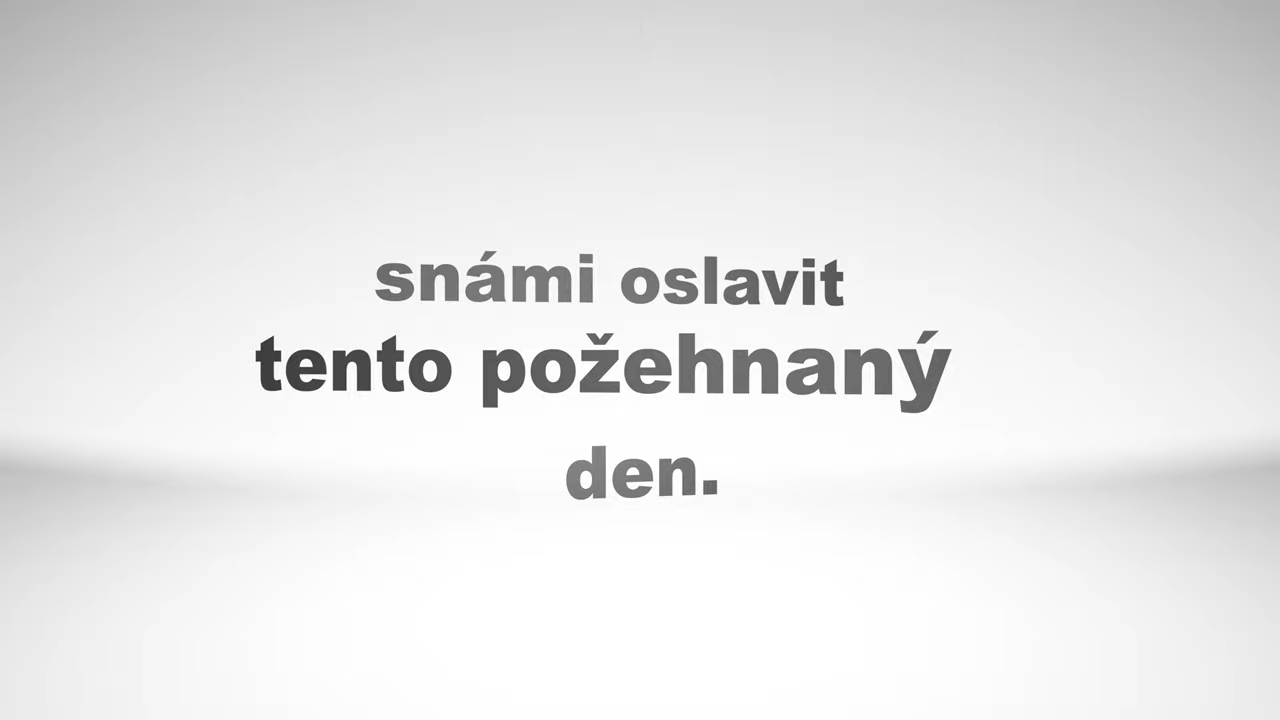 snámi oslavit
tento požehnaný
den.